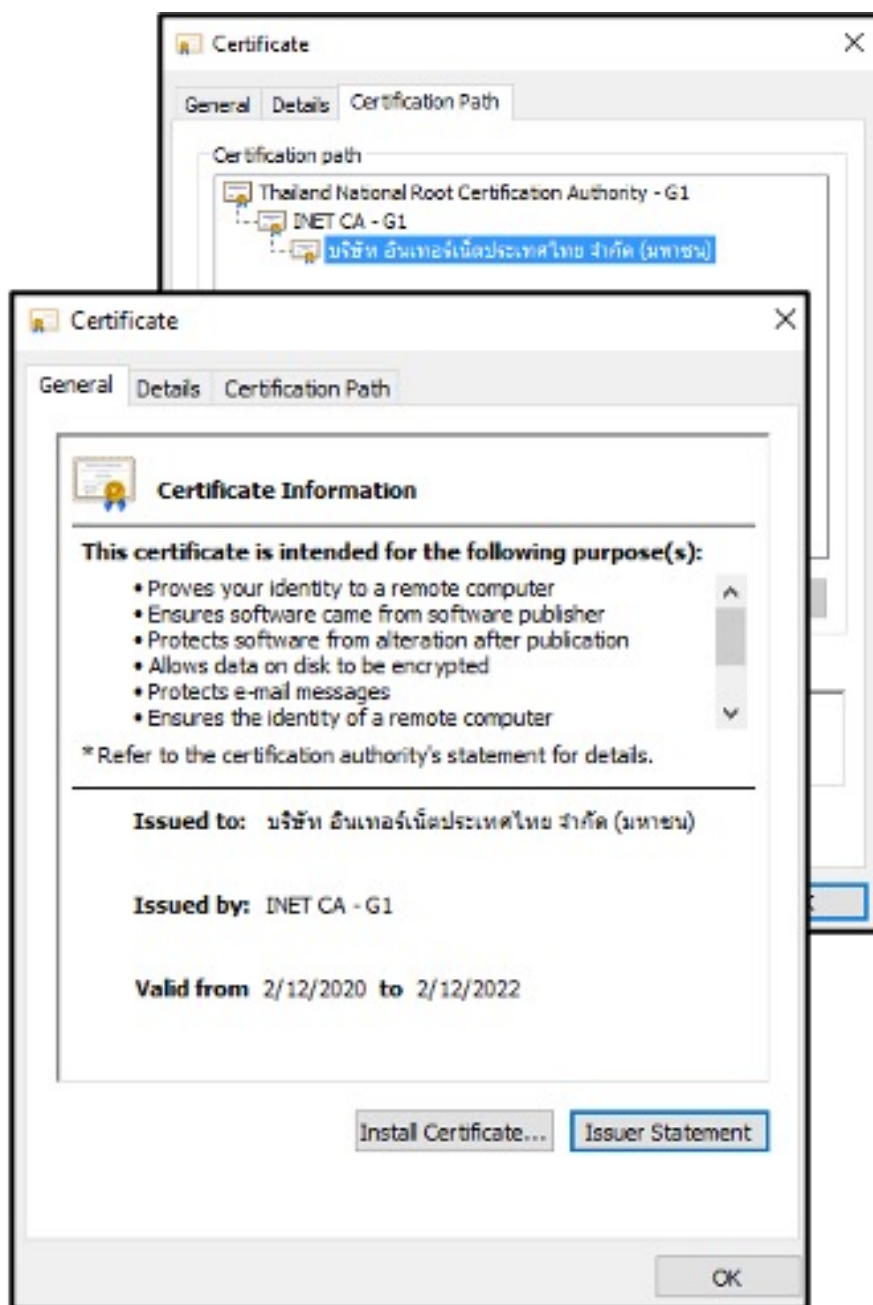 Certificate
General Details Certification Path
Certification path
Thailand National Root Certification Authority - G1
INET CA - G1
บริษัท อินเทอร์เน็ตประเทศไทย จำกัด (มหาชน)
Certificate
General Details Certification Path
Certificate Information
This certificate is intended for the following purpose(s):
• Proves your identity to a remote computer
• Ensures software came from software publisher
• Protects software from alteration after publication
• Allows data on disk to be encrypted
• Protects e-mail messages
• Ensures the identity of a remote computer
* Refer to the certification authority's statement for details.
Issued to: บริษัท อินเทอร์เน็ตประเทศไทย จำกัด (มหาชน)
Issued by: INET CA - G1
Valid from 2/12/2020 to 2/12/2022
Install Certificate... Issuer Statement
OK